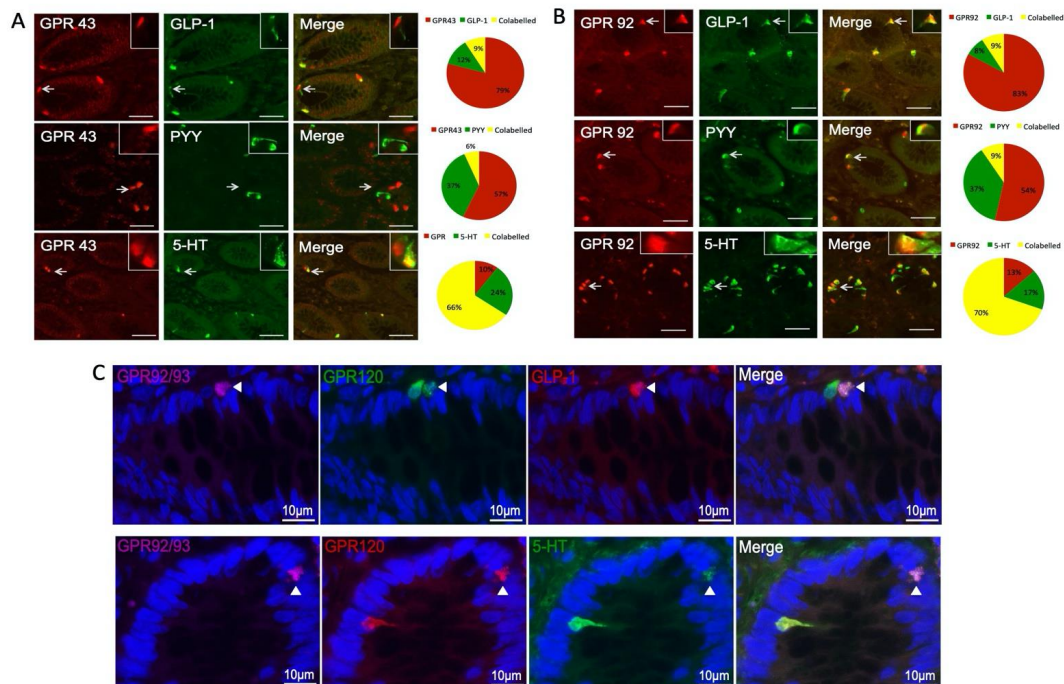 A
GPR 43
GLP-1
Merge
GPR43 GLP-1 Colabelled
9%
12%
79%
GPR 43
PYY
Merge
GPR43 PYY Colabelled
6%
37%
57%
GPR 43
5-HT
Merge
GPR 5-HT Colabelled
10%
24%
66%
B
GPR 92
GLP-1
Merge
GPR92 GLP-1 Colabelled
9%
8%
83%
GPR 92
PYY
Merge
GPR92 PYY Colabelled
9%
37%
54%
GPR 92
5-HT
Merge
GPR92 5-HT Colabelled
13%
17%
70%
C
GPR92/93
GPR120
GLP-1
Merge
10µm
10µm
10µm
10µm
GPR92/93
GPR120
5-HT
Merge
10µm
10µm
10µm
10µm